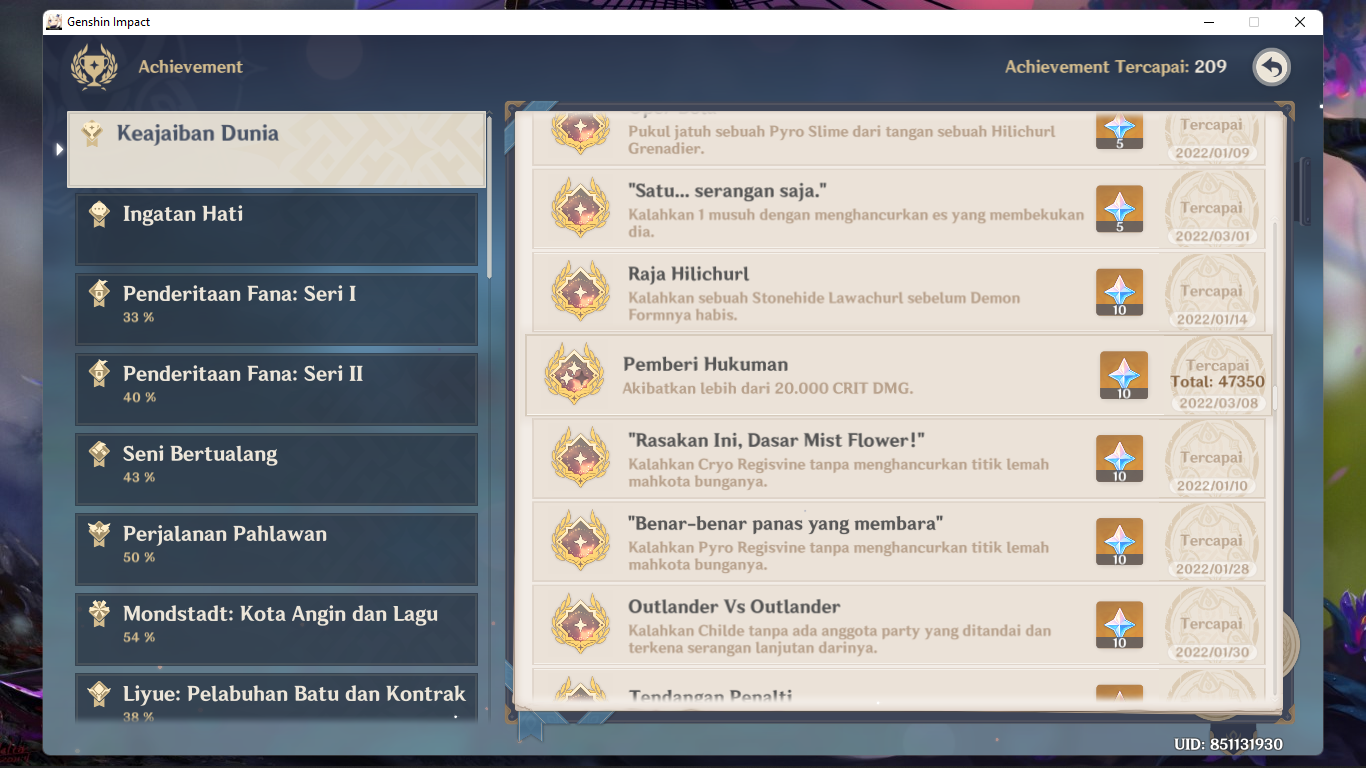 Genshin Impact
Achievement
Achievement Tercapai: 209
Keajaiban Dunia
Ingatan Hati
Penderitaan Fana: Seri I
33 %
Penderitaan Fana: Seri II
40 %
Seni Bertualang
43 %
Perjalanan Pahlawan
50 %
Mondstadt: Kota Angin dan Lagu
54 %
Liyue: Pelabuhan Batu dan Kontrak
38 %
Pukul jatuh sebuah Pyro Slime dari tangan sebuah Hilichurl
Grenadier.
5
Tercapai
2022/01/09
"Satu... serangan saja."
Kalahkan 1 musuh dengan menghancurkan es yang membekukan
dia.
5
Tercapai
2022/03/01
Raja Hilichurl
Kalahkan sebuah Stonehide Lawachurl sebelum Demon
Formnya habis.
10
Tercapai
2022/01/14
Pemberi Hukuman
Akibatkan lebih dari 20.000 CRIT DMG.
10
Tercapai
Total: 47350
2022/03/08
"Rasakan Ini, Dasar Mist Flower!"
Kalahkan Cryo Regisvine tanpa menghancurkan titik lemah
mahkota bunganya.
10
Tercapai
2022/01/10
"Benar-benar panas yang membara"
Kalahkan Pyro Regisvine tanpa menghancurkan titik lemah
mahkota bunganya.
10
Tercapai
2022/01/28
Outlander Vs Outlander
Kalahkan Childe tanpa ada anggota party yang ditandai dan
terkena serangan lanjutan darinya.
10
Tercapai
2022/01/30
Tendangan Penalti
UID: 851131930